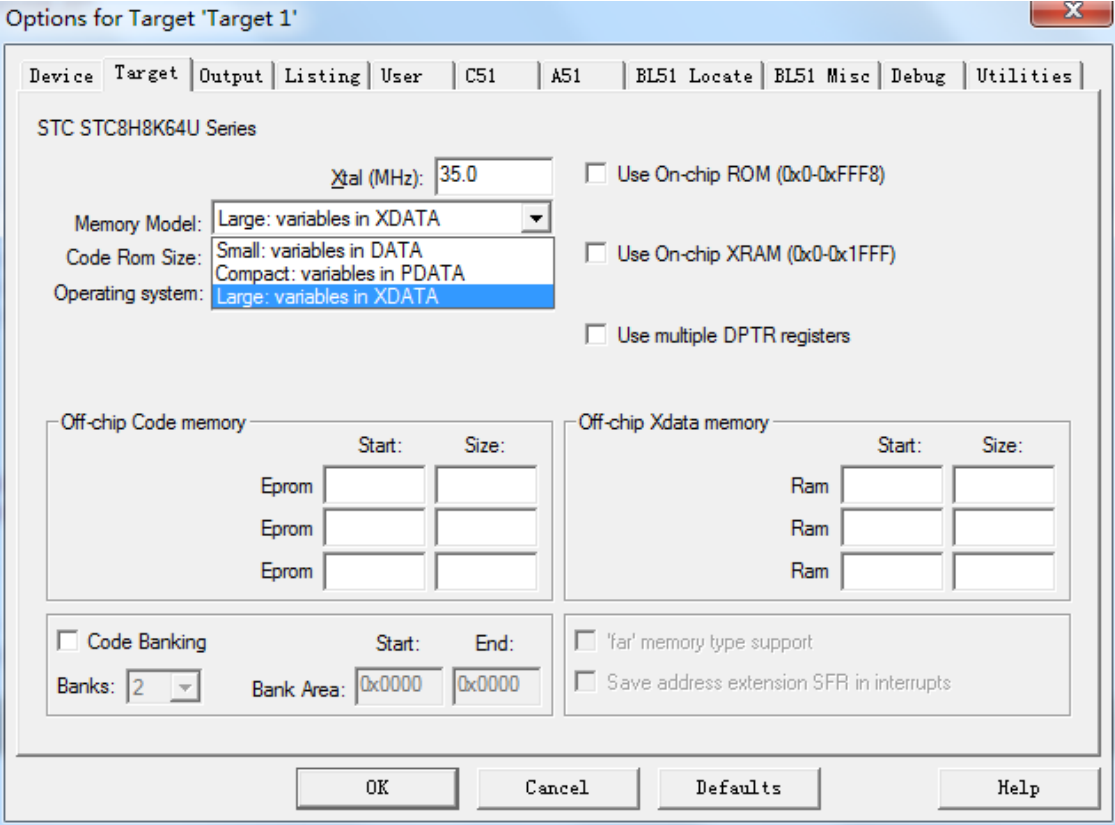 Options for Target 'Target 1'
Device Target Output Listing User C51 A51 BL51 Locate BL51 Misc Debug Utilities
STC STC8H8K64U Series
Xtal (MHz): 35.0
Use On-chip ROM (0x0-0xFFF8)
Memory Model: Large: variables in XDATA
Small: variables in DATA
Compact: variables in PDATA
Large: variables in XDATA
Code Rom Size:
Use On-chip XRAM (0x0-0x1FFF)
Operating system:
Use multiple DPTR registers
Off-chip Code memory
Start: Size:
Eprom
Eprom
Eprom
Off-chip Xdata memory
Start: Size:
Ram
Ram
Ram
Code Banking Start: End:
Banks: 2 Bank Area: 0x0000 0x0000
'far' memory type support
Save address extension SFR in interrupts
OK Cancel Defaults Help